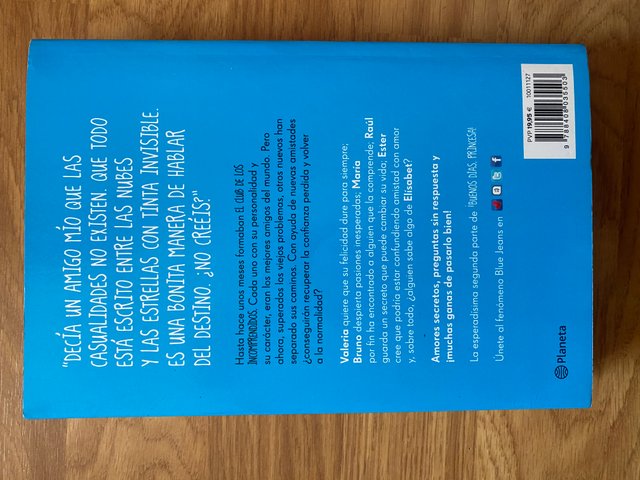 "DECÍA UN AMIGO MÍO QUE LAS
CASUALIDADES NO EXISTEN. QUE TODO
ESTÁ ESCRITO ENTRE LAS NUBES
Y LAS ESTRELLAS CON TINTA INVISIBLE.
ES UNA BONITA MANERA DE HABLAR
DEL DESTINO. ¿NO CREÉIS?"
Hasta hace unos meses formaban EL CLUB DE LOS
INCOMPRENDIDOS. Cada uno con su personalidad y
su carácter, eran los mejores amigos del mundo. Pero
ahora, superados los viejos problemas, otros nuevos han
separado sus caminos. Con ayuda de nuevas amistades
¿conseguirán recuperar la confianza perdida y volver
a la normalidad?
Valeria quiere que su felicidad dure para siempre;
Bruno despierta pasiones inesperadas; María
por fin ha encontrado a alguien que la comprende; Raúl
guarda un secreto que puede cambiar su vida; Ester
cree que podría estar confundiendo amistad con amor
y, sobre todo, ¿alguien sabe algo de Elísabet?
Amores secretos, preguntas sin respuesta y
¡muchas ganas de pasarlo bien!
La esperadísima segunda parte de ¡BUENOS DÍAS, PRINCESA!
Únete al fenómeno Blue Jeans en
Planeta
PVP 19,95 € 10011127
9 788408 035503